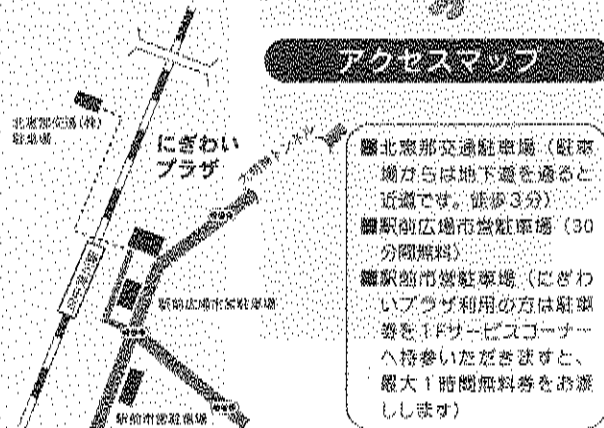 アクセスマップ
北恵那交通(株)
駐車場
にぎわい
プラザ
駅前広場市営駐車場
駅前市営駐車場
■北恵那交通駐車場（駐車
場からは地下道を通ると
近道です。徒歩3分）
■駅前広場市営駐車場（30
分間無料）
■駅前市営駐車場（にぎわ
いプラザ利用の方は駐車
券を1Fサービスコーナー
へ持参いただきますと、
最大1時間無料券をお渡
しします）